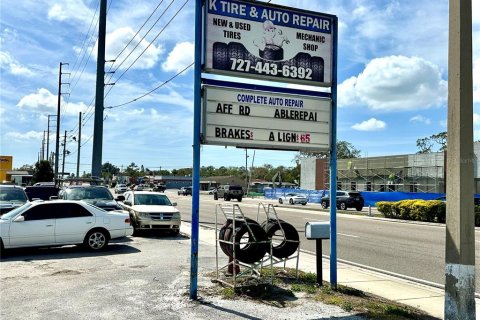 K TIRE & AUTO REPAIR
NEW & USED
TIRES
MECHANIC
SHOP
727-443-6392
COMPLETE AUTO REPAIR
AFF RD ABLEREPAI
BRAKES A LIGN 65